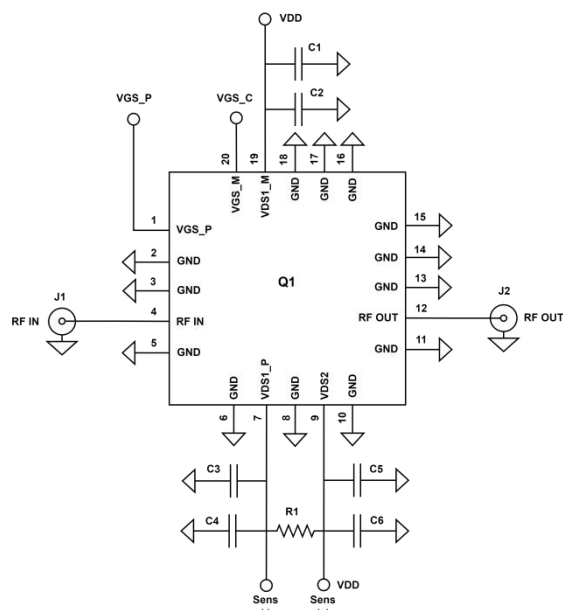 VDD
C1
C2
VGS_P
VGS_C
20
19
18
17
16
VGS_M
VDS1_M
GND
GND
GND
1
VGS_P
2
GND
3
GND
J1
RF IN
4
RF IN
5
GND
Q1
GND
15
GND
14
GND
13
J2
RF OUT
12
RF OUT
GND
11
GND
VDS1_P
GND
VDS2
GND
6
7
8
9
10
C3
C5
C4
R1
C6
VDD
Sens
Sens